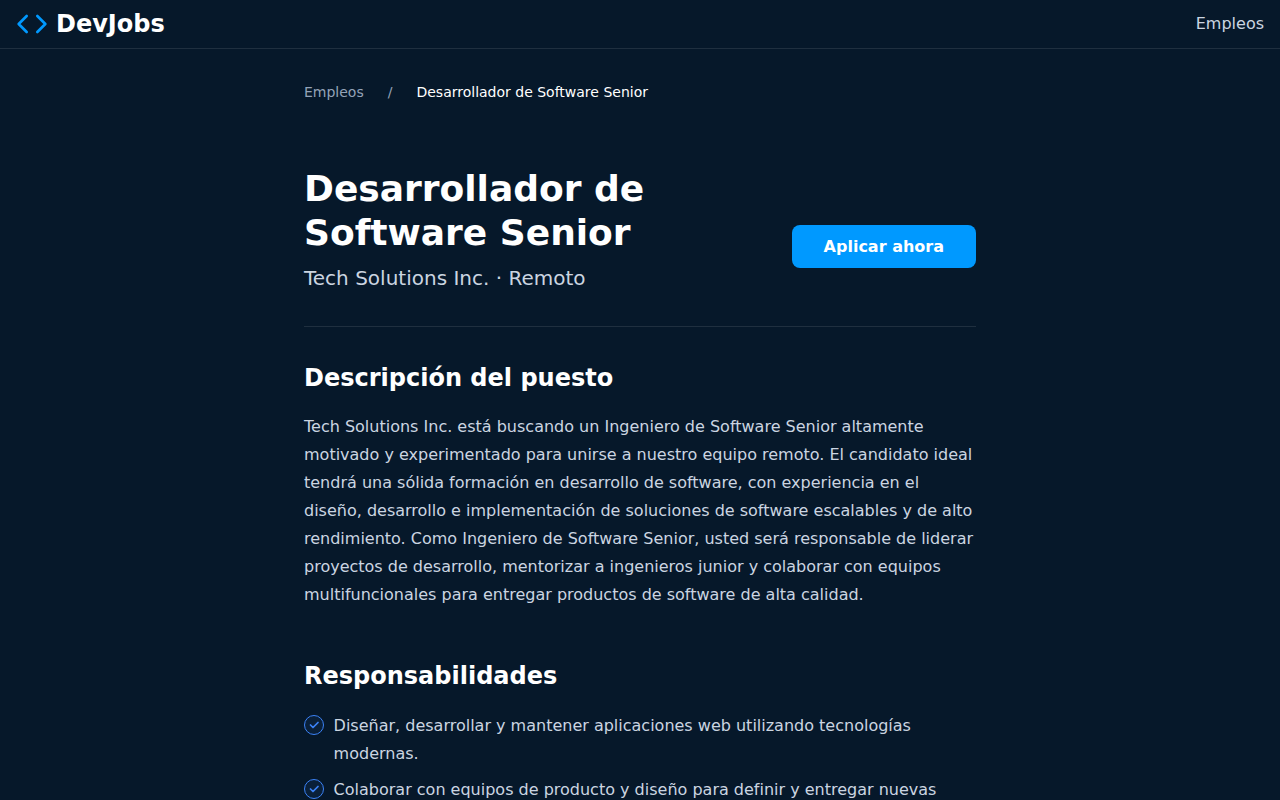 DevJobs
Empleos
Empleos / Desarrollador de Software Senior
Desarrollador de
Software Senior
Aplicar ahora
Tech Solutions Inc. · Remoto
Descripción del puesto
Tech Solutions Inc. está buscando un Ingeniero de Software Senior altamente
motivado y experimentado para unirse a nuestro equipo remoto. El candidato ideal
tendrá una sólida formación en desarrollo de software, con experiencia en el
diseño, desarrollo e implementación de soluciones de software escalables y de alto
rendimiento. Como Ingeniero de Software Senior, usted será responsable de liderar
proyectos de desarrollo, mentorizar a ingenieros junior y colaborar con equipos
multifuncionales para entregar productos de software de alta calidad.
Responsabilidades
Diseñar, desarrollar y mantener aplicaciones web utilizando tecnologías
modernas.
Colaborar con equipos de producto y diseño para definir y entregar nuevas